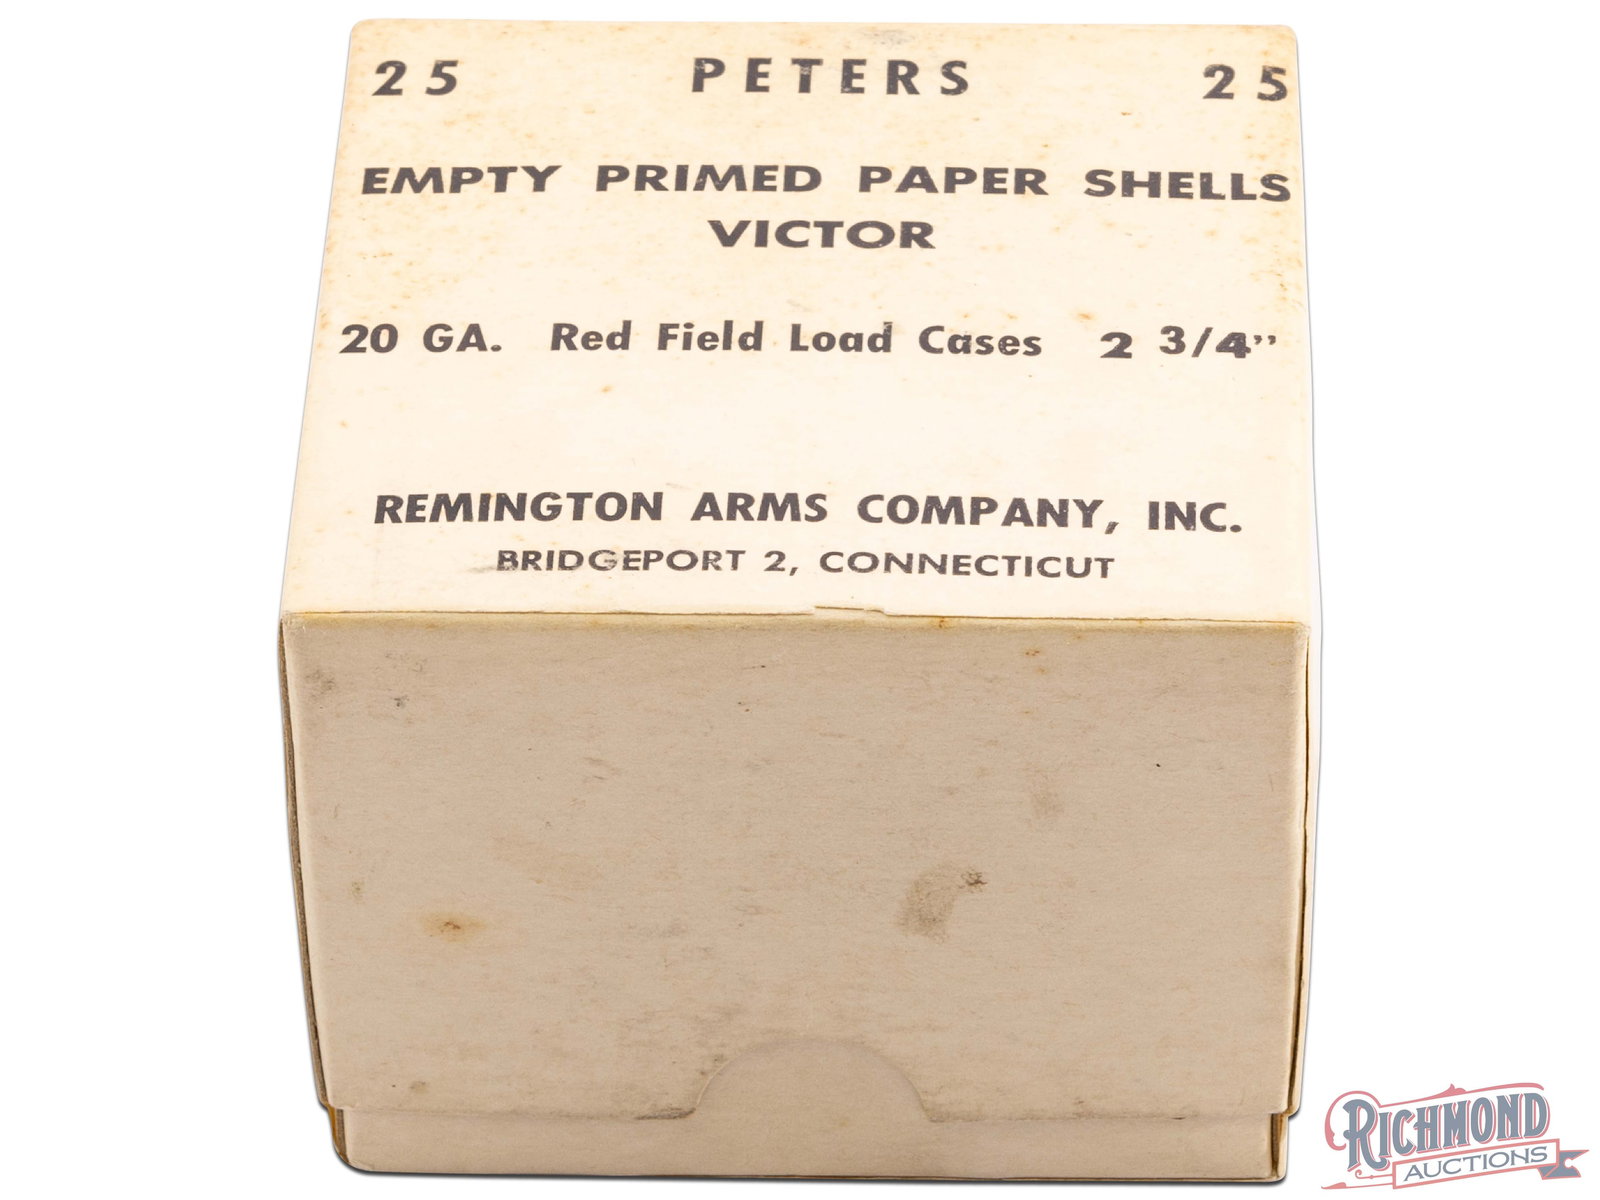 25 PETERS 25
EMPTY PRIMED PAPER SHELLS
VICTOR
20 GA. Red Field Load Cases 2 3/4"
REMINGTON ARMS COMPANY, INC.
BRIDGEPORT 2, CONNECTICUT
RICHMOND
AUCTIONS